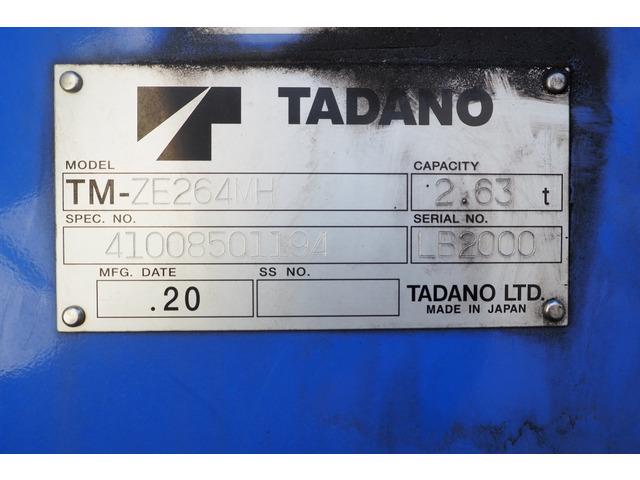 TADANO
MODEL
CAPACITY
TM-ZE264MH
2.63 t
SPEC. NO.
SERIAL NO.
41008501194
LB2000
MFG. DATE
SS NO.
.20
TADANO LTD.
MADE IN JAPAN